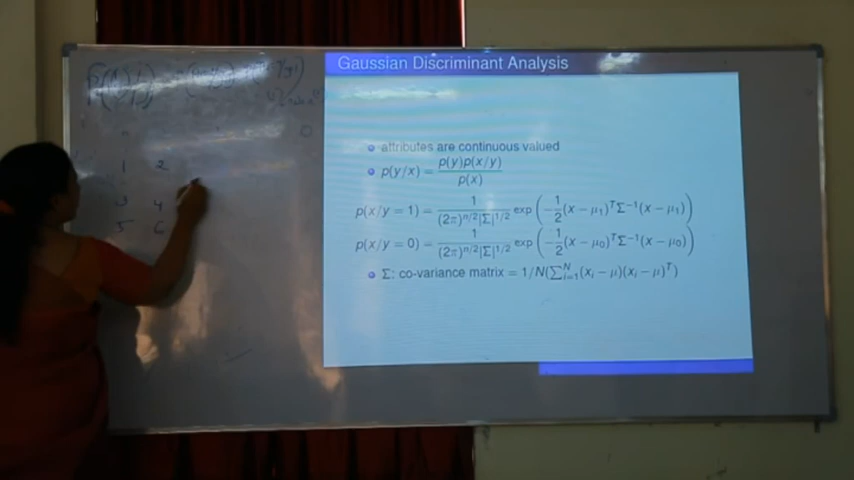 Gaussian Discriminant Analysis
attributes are continuous valued
p(y/x) = p(y)p(x/y) / p(x)
p(x/y = 1) = 1 / (2π)^{n/2}|Σ|^{1/2} exp(−1/2(x − μ₁)ᵀΣ⁻¹(x − μ₁))
p(x/y = 0) = 1 / (2π)^{n/2}|Σ|^{1/2} exp(−1/2(x − μ₀)ᵀΣ⁻¹(x − μ₀))
Σ: co-variance matrix = 1/N(∑_{i=1}^{N}(x_i − μ)(x_i − μ)ᵀ)
1 2
3 4
5 6